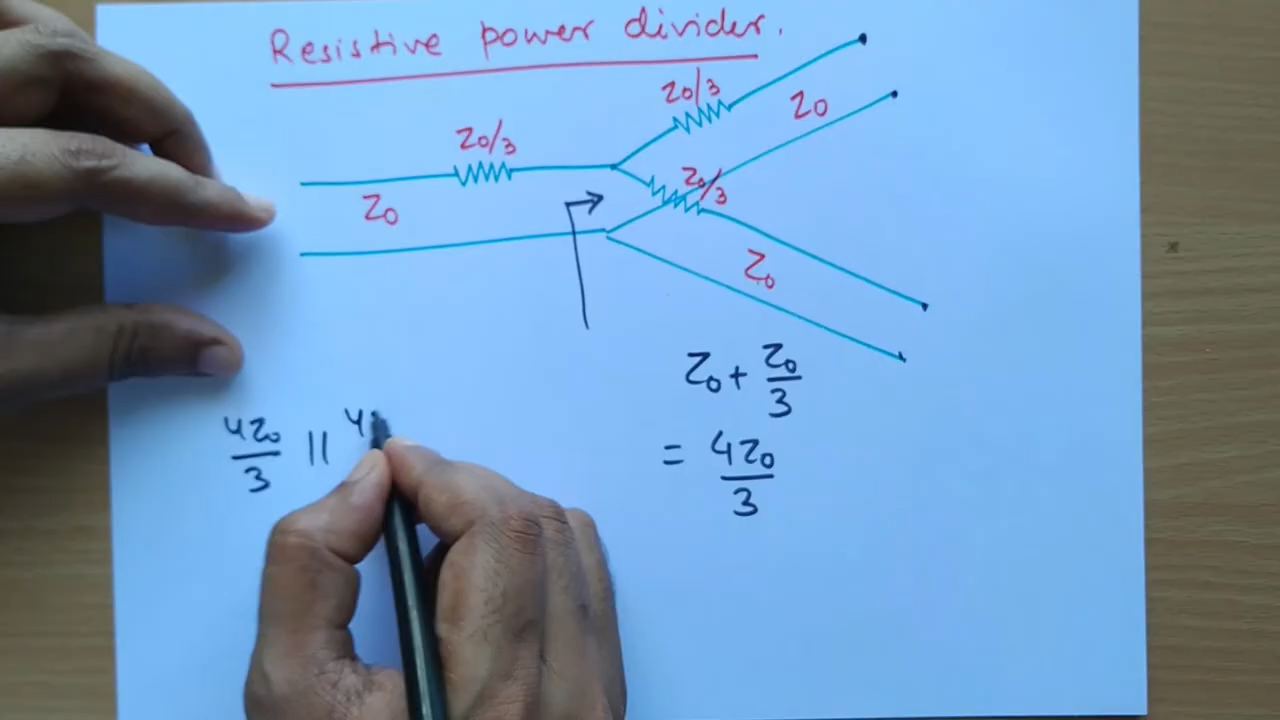 Resistive power divider.
Z0/3
Z0/3
Z0
Z0/3
Z0
Z0
Z0 + Z0/3
= 4Z0/3
4Z0/3 || 4